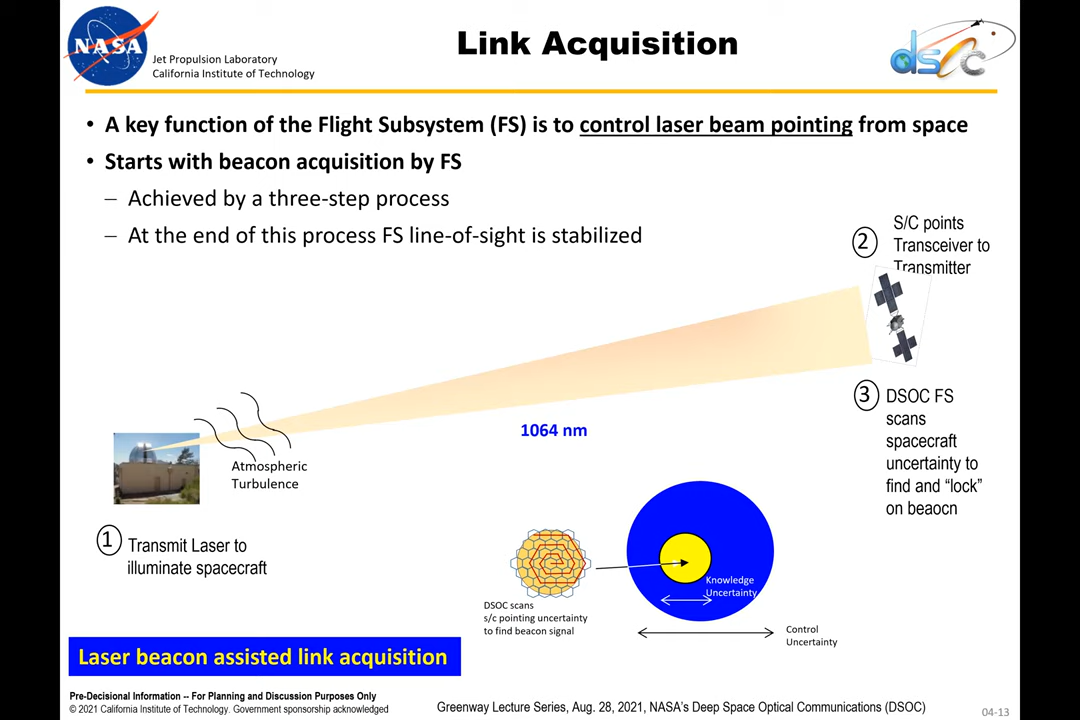 NASA
Jet Propulsion Laboratory
California Institute of Technology
Link Acquisition
dsoc
• A key function of the Flight Subsystem (FS) is to control laser beam pointing from space
• Starts with beacon acquisition by FS
– Achieved by a three-step process
– At the end of this process FS line-of-sight is stabilized
2
S/C points
Transceiver to
Transmitter
3
DSOC FS
scans
spacecraft
uncertainty to
find and “lock”
on beaocn
1064 nm
Atmospheric
Turbulence
1
Transmit Laser to
illuminate spacecraft
DSOC scans
s/c pointing uncertainty
to find beacon signal
Knowledge
Uncertainty
Control
Uncertainty
Laser beacon assisted link acquisition
Pre-Decisional Information -- For Planning and Discussion Purposes Only
© 2021 California Institute of Technology. Government sponsorship acknowledged
Greenway Lecture Series, Aug. 28, 2021, NASA’s Deep Space Optical Communications (DSOC)
04-13